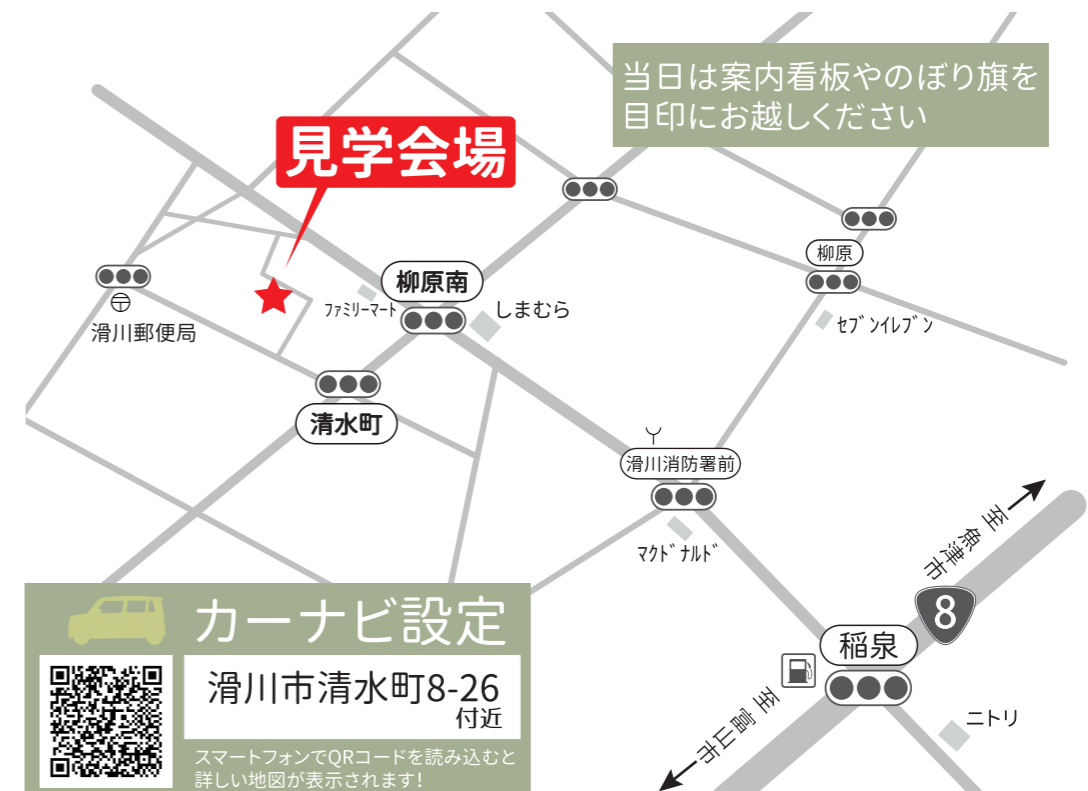 当日は案内看板やのぼり旗を
目印にお越しください
見学会場
柳原
柳原南
ファミリーマート
しまむら
セブンイレブン
滑川郵便局
清水町
滑川消防署前
マクドナルド
至魚津市
8
稲泉
至富山市
ニトリ
カーナビ設定
滑川市清水町8-26
付近
スマートフォンでQRコードを読み込むと
詳しい地図が表示されます!